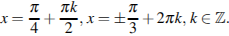 x = π/4 + πk/2, x = ±π/3 + 2πk, k ∈ ℤ.